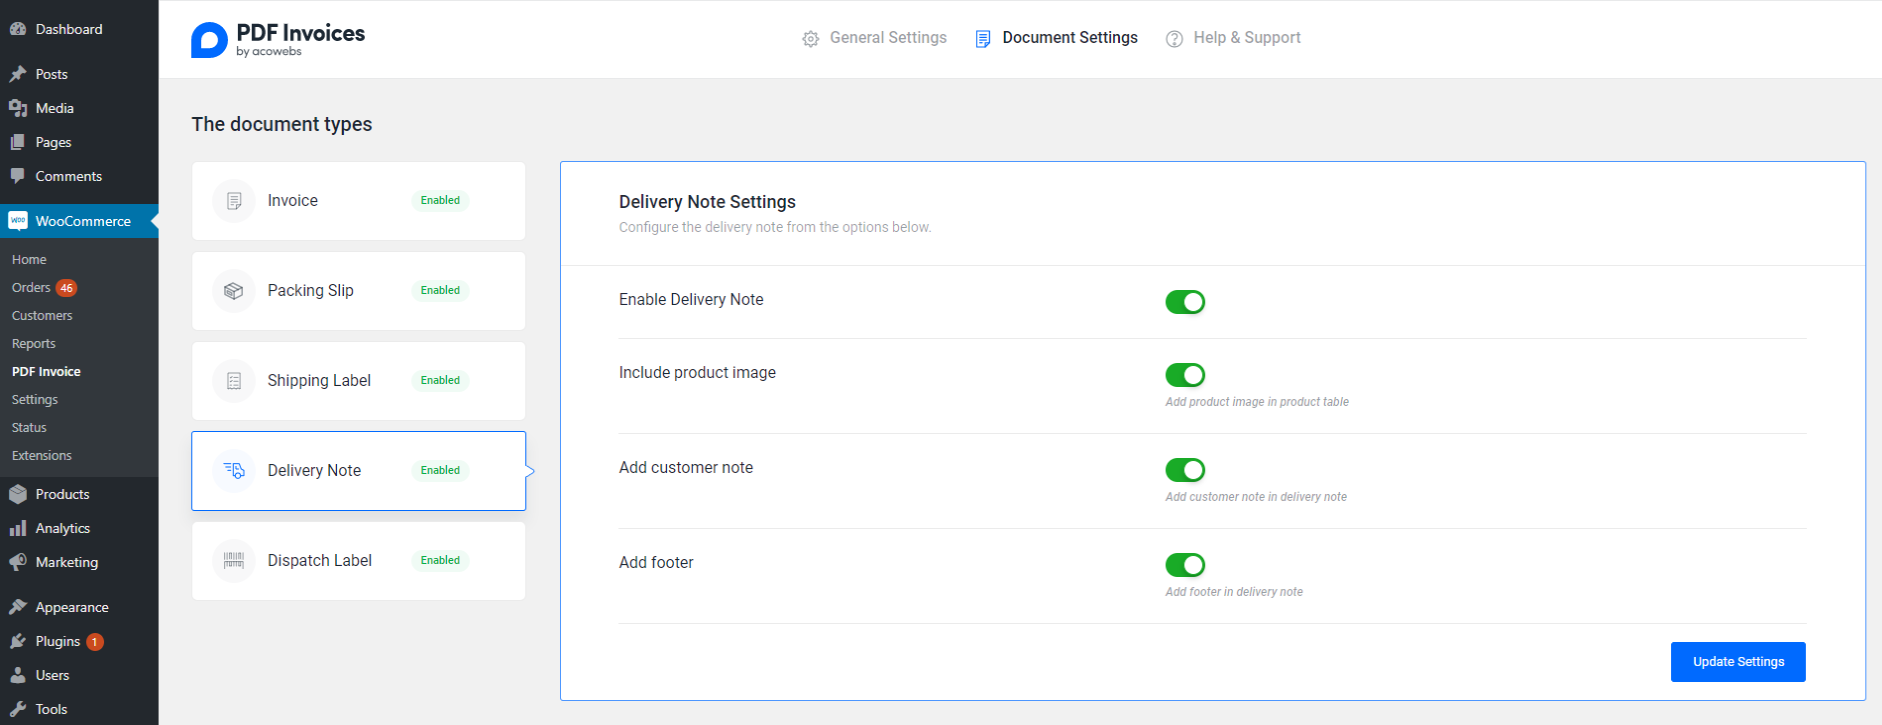 Dashboard
Posts
Media
Pages
Comments
WOO WooCommerce
Home
Orders 46
Customers
Reports
PDF Invoice
Settings
Status
Extensions
Products
Analytics
Marketing
Appearance
Plugins 1
Users
Tools
PDF Invoices
by acowebs
General Settings
Document Settings
Help & Support
The document types
Invoice Enabled
Packing Slip Enabled
Shipping Label Enabled
Delivery Note Enabled
Dispatch Label Enabled
Delivery Note Settings
Configure the delivery note from the options below.
Enable Delivery Note
Include product image
Add product image in product table
Add customer note
Add customer note in delivery note
Add footer
Add footer in delivery note
Update Settings